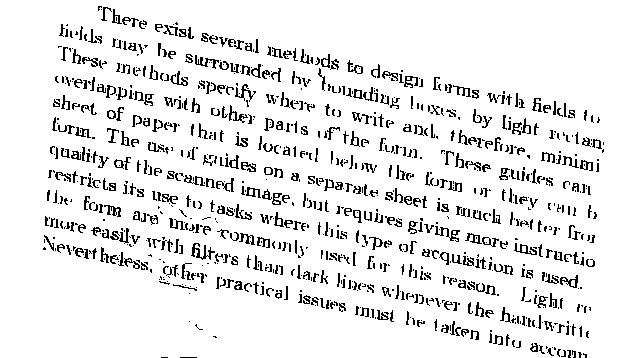 There exist several methods to design forms with fields to
fields may be surrounded by bounding boxes, by light rectan
These methods specify where to write and, therefore, minimi
overlapping with other parts of the form. These guides can
sheet of paper that is located below the form or they can b
form. The use of guides on a separate sheet is much better fro
quality of the scanned image, but requires giving more instructio
restricts its use to tasks where this type of acquisition is used.
the form are more commonly used for this reason. Light re
more easily with filters than dark lines whenever the handwritte
Nevertheless, other practical issues must be taken into accoun